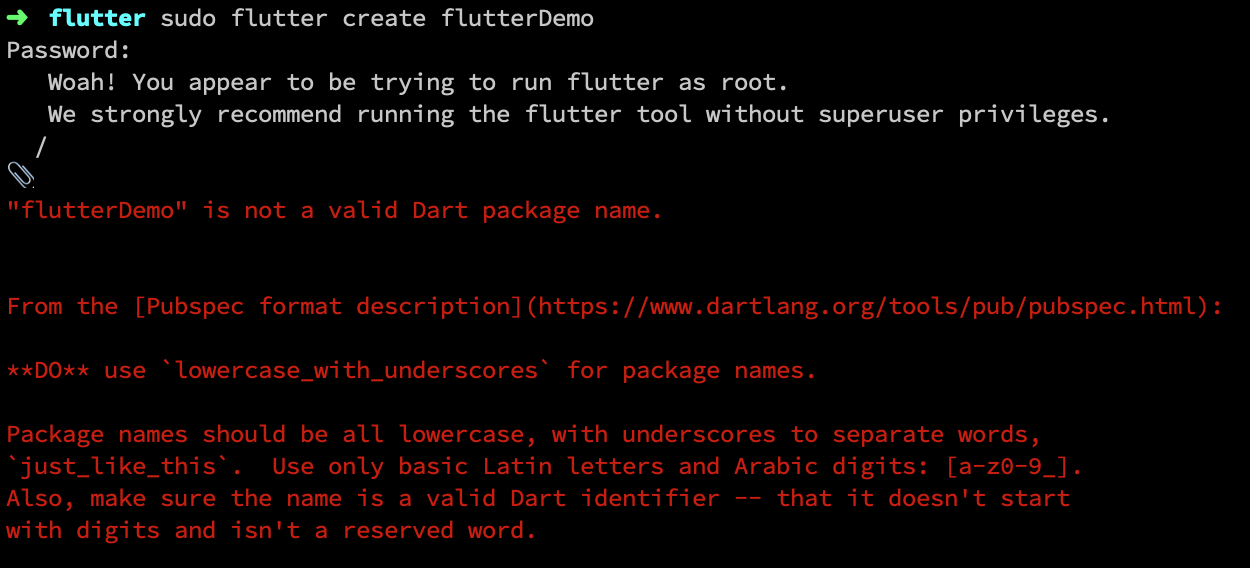 ➜  flutter sudo flutter create flutterDemo
Password:
   Woah! You appear to be trying to run flutter as root.
   We strongly recommend running the flutter tool without superuser privileges.
  /
📎
"flutterDemo" is not a valid Dart package name.
From the [Pubspec format description](https://www.dartlang.org/tools/pub/pubspec.html):
**DO** use `lowercase_with_underscores` for package names.
Package names should be all lowercase, with underscores to separate words,
`just_like_this`.  Use only basic Latin letters and Arabic digits: [a-z0-9_].
Also, make sure the name is a valid Dart identifier -- that it doesn't start
with digits and isn't a reserved word.